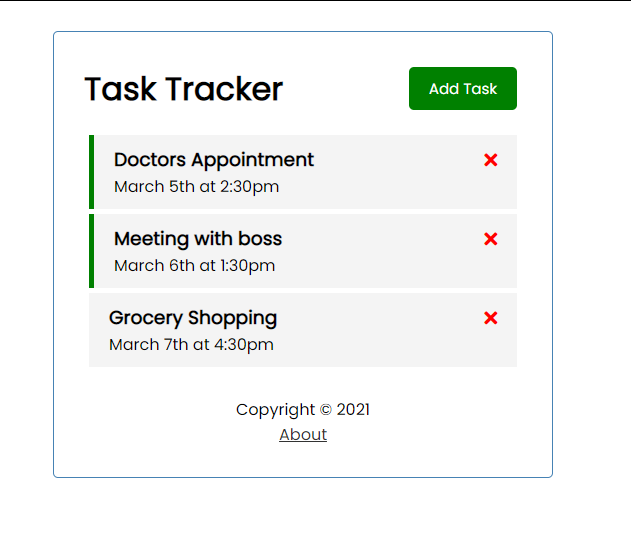 Task Tracker
Add Task
Doctors Appointment
March 5th at 2:30pm
Meeting with boss
March 6th at 1:30pm
Grocery Shopping
March 7th at 4:30pm
Copyright © 2021
About